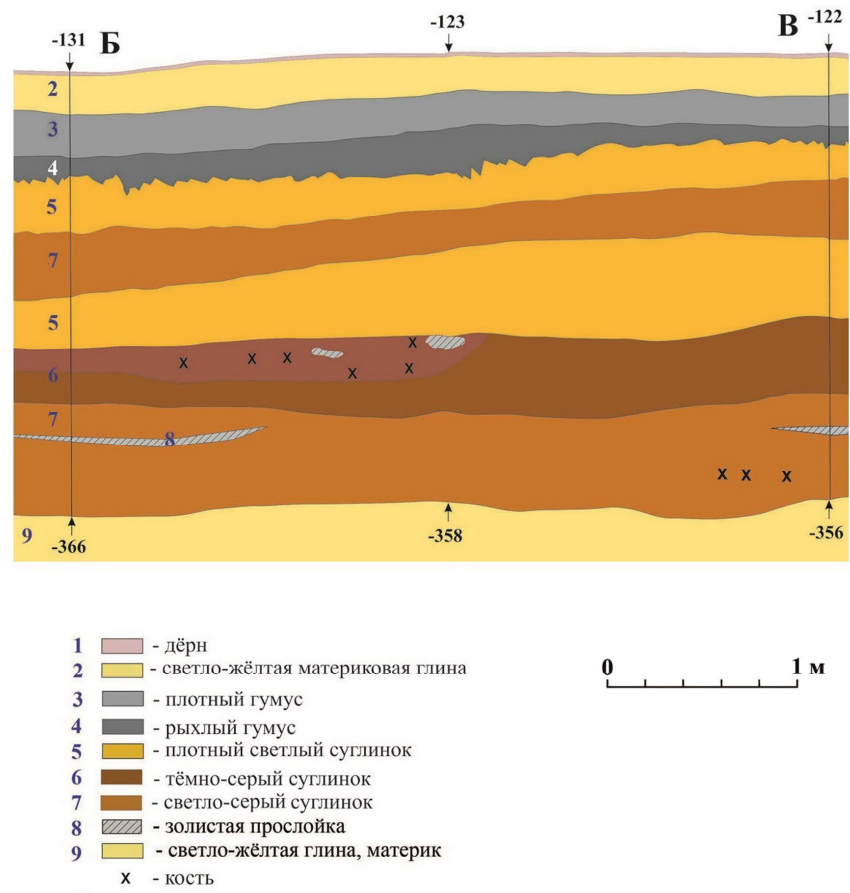 -131 Б -123 В -122
2
3
4
5
7
5
6
7
8
9 -366 -358 -356
1 - дёрн
2 - светло-жёлтая материковая глина
3 - плотный гумус
4 - рыхлый гумус
5 - плотный светлый суглинок
6 - тёмно-серый суглинок
7 - светло-серый суглинок
8 - золистая прослойка
9 - светло-жёлтая глина, материк
x - кость
0 1 м